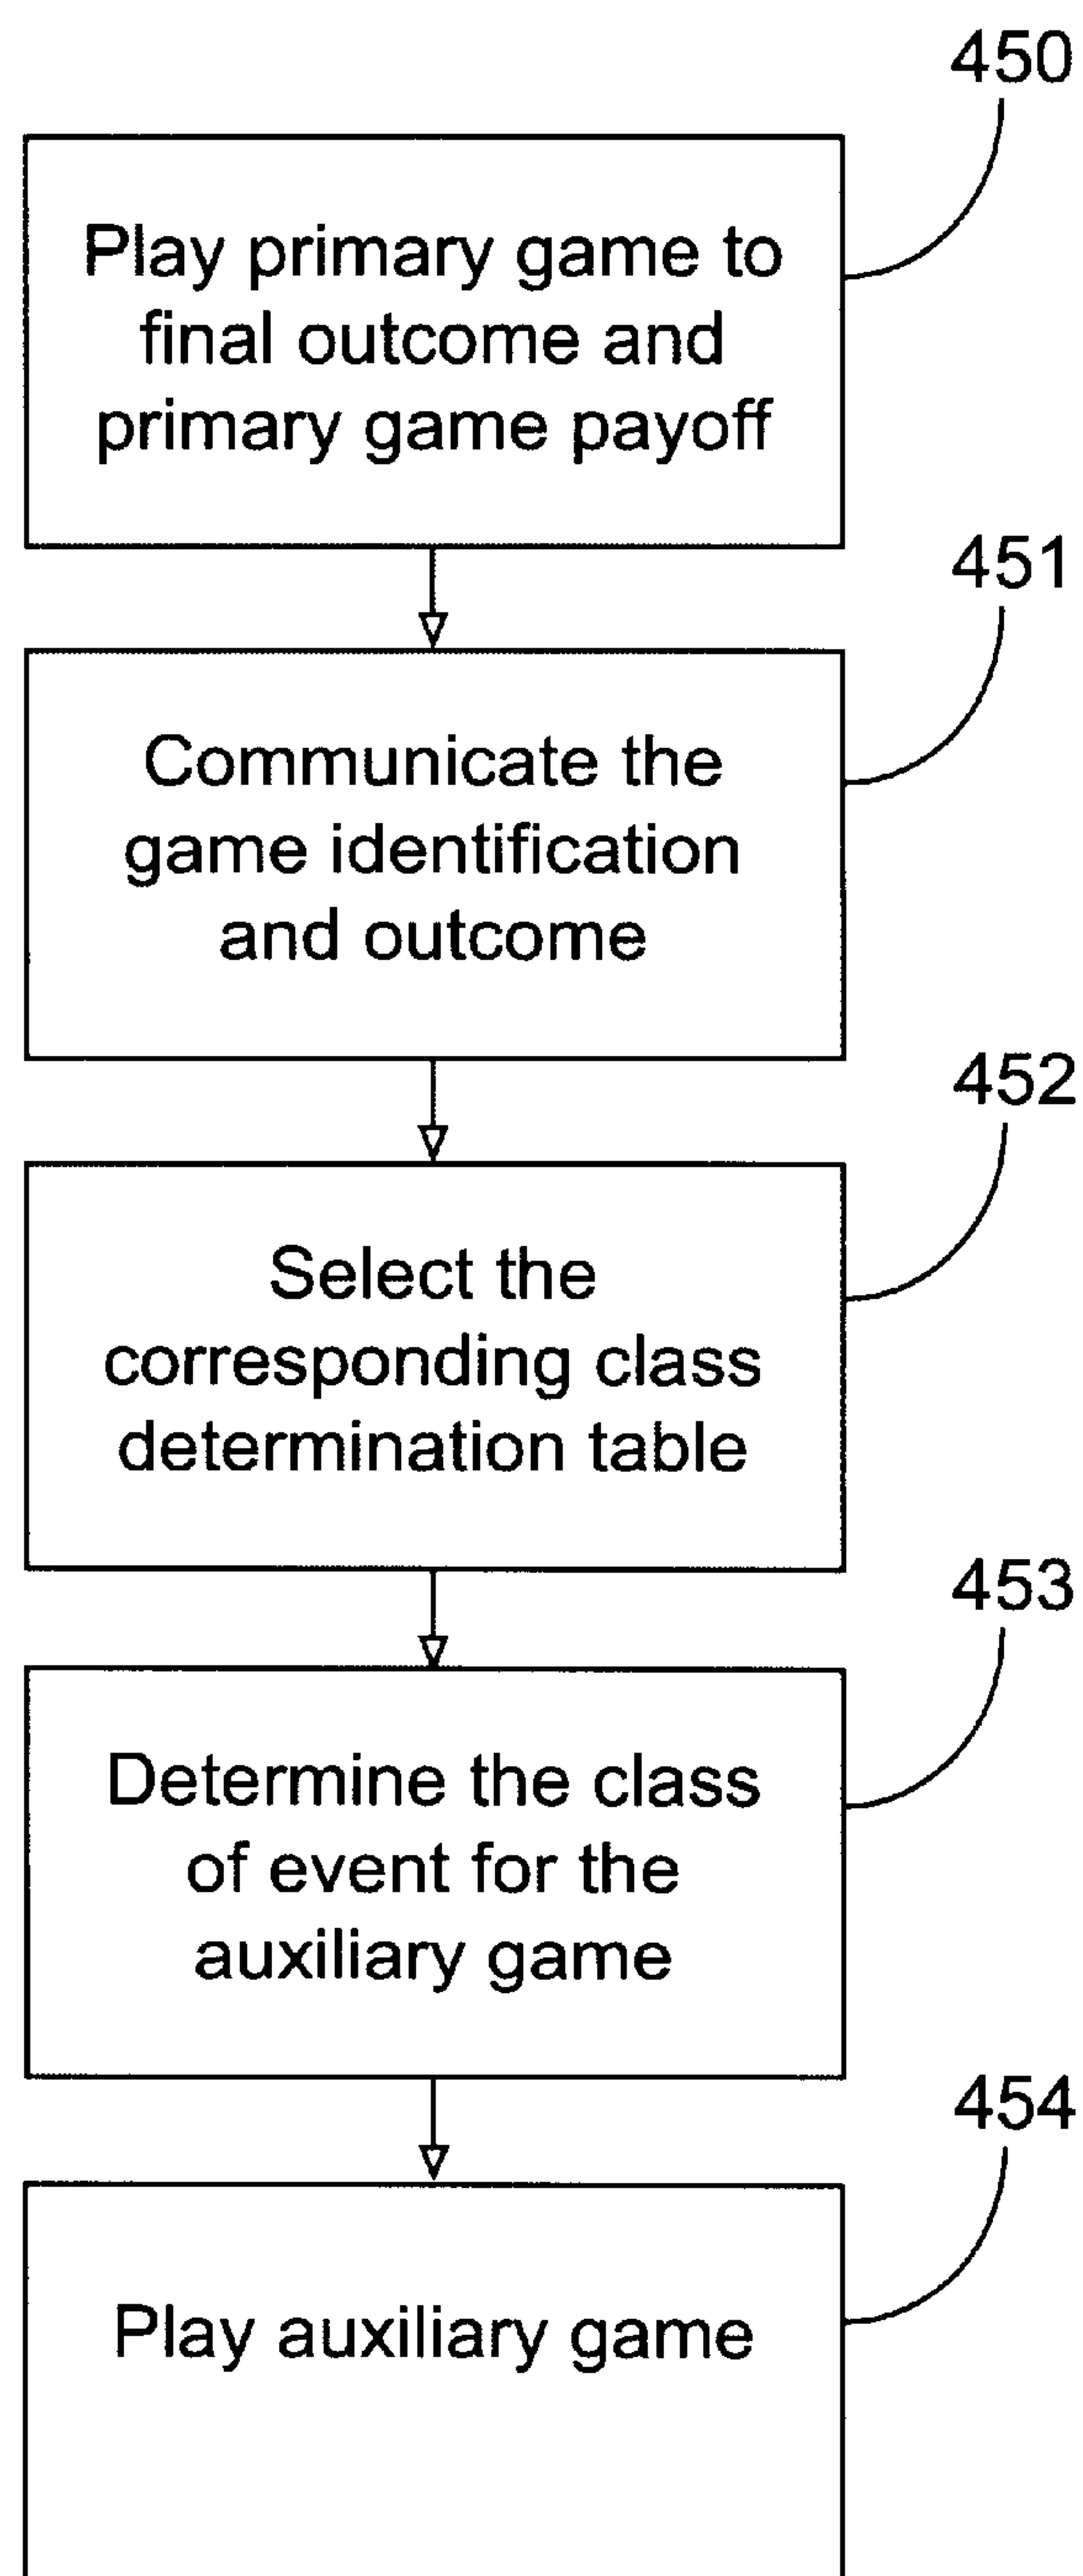 450
Play primary game to
final outcome and
primary game payoff
451
Communicate the
game identification
and outcome
452
Select the
corresponding class
determination table
453
Determine the class
of event for the
auxiliary game
454
Play auxiliary game